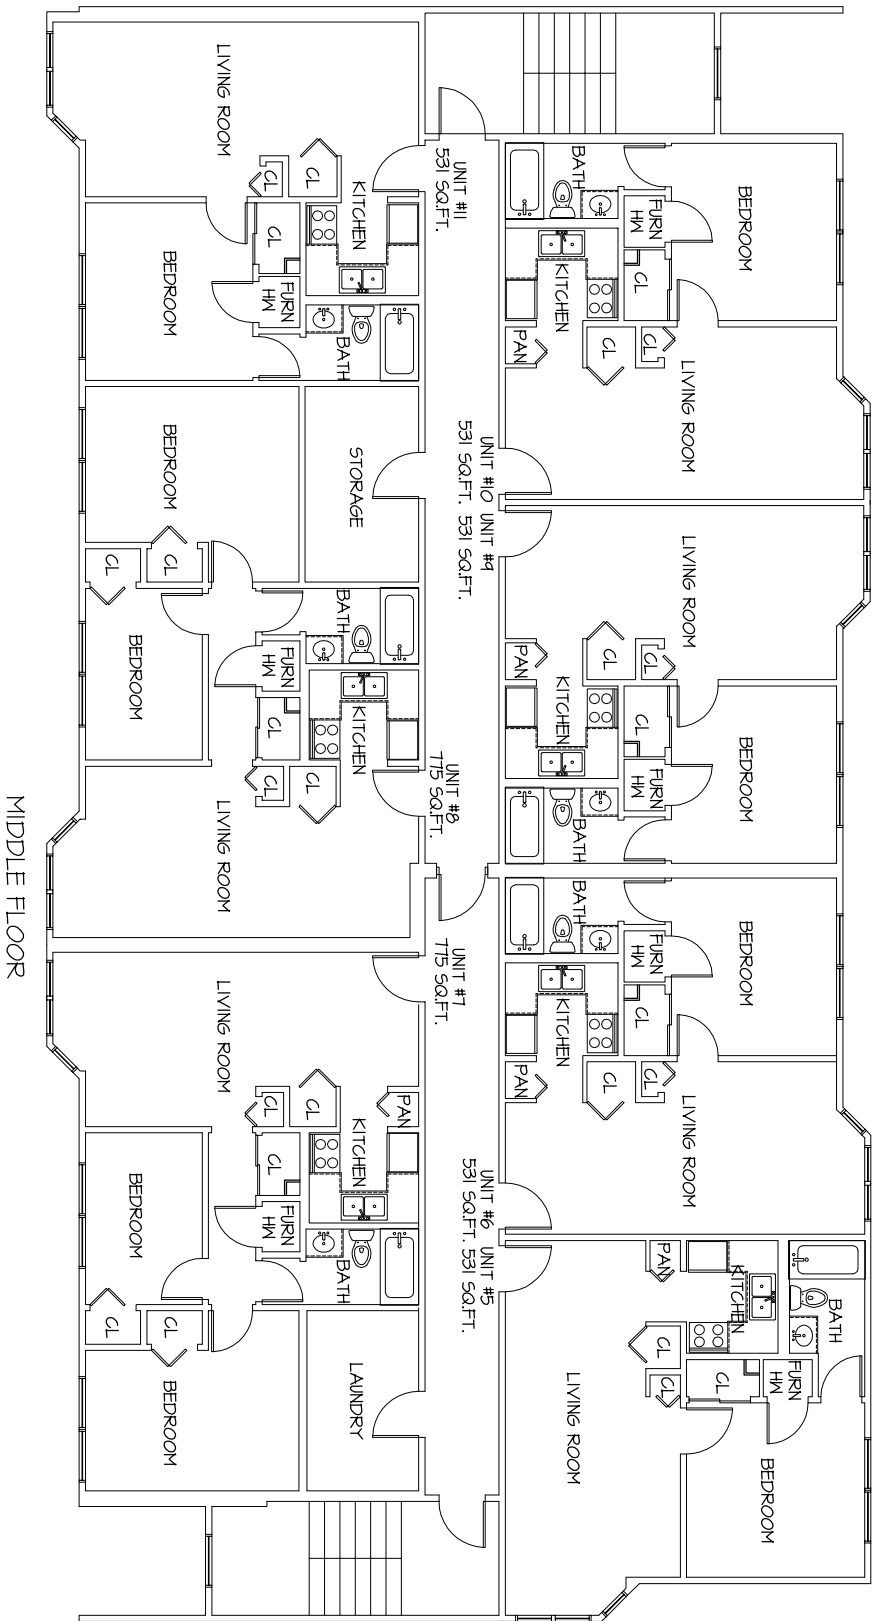 BEDROOM
BATH
FURN
HW
CL
KITCHEN
PAN
CL
CL
LIVING ROOM
UNIT #10
531 SQ.FT.
LIVING ROOM
CL
CL
PAN
KITCHEN
CL
BEDROOM
FURN
HW
BATH
UNIT #9
531 SQ.FT.
BEDROOM
BATH
FURN
HW
CL
KITCHEN
PAN
CL
CL
LIVING ROOM
UNIT #6
531 SQ.FT.
BATH
KITCHEN
PAN
FURN
HW
CL
CL
CL
BEDROOM
LIVING ROOM
UNIT #5
531 SQ.FT.
UNIT #11
531 SQ.FT.
KITCHEN
BATH
CL
CL
CL
FURN
HW
LIVING ROOM
BEDROOM
UNIT #8
775 SQ.FT.
STORAGE
BATH
KITCHEN
FURN
HW
CL
CL
CL
LIVING ROOM
BEDROOM
CL
CL
BEDROOM
UNIT #7
775 SQ.FT.
PAN
KITCHEN
BATH
LAUNDRY
CL
CL
CL
FURN
HW
LIVING ROOM
BEDROOM
CL
CL
BEDROOM
MIDDLE FLOOR